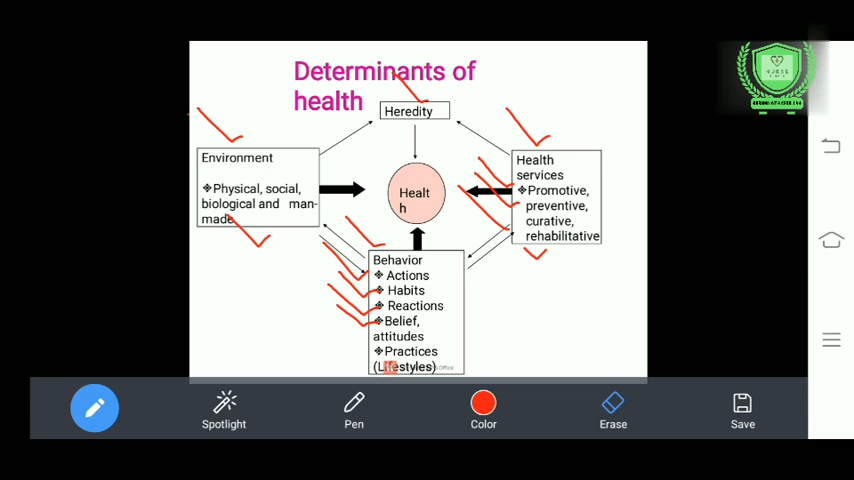 Determinants of
health
Heredity
Environment
❖Physical, social,
biological and man-
made
Healt
h
Health
services
❖Promotive,
preventive,
curative,
rehabilitative
Behavior
❖ Actions
❖ Habits
❖ Reactions
❖Belief,
attitudes
❖Practices
(Lifestyles)
Office
Spotlight
Pen
Color
Erase
Save